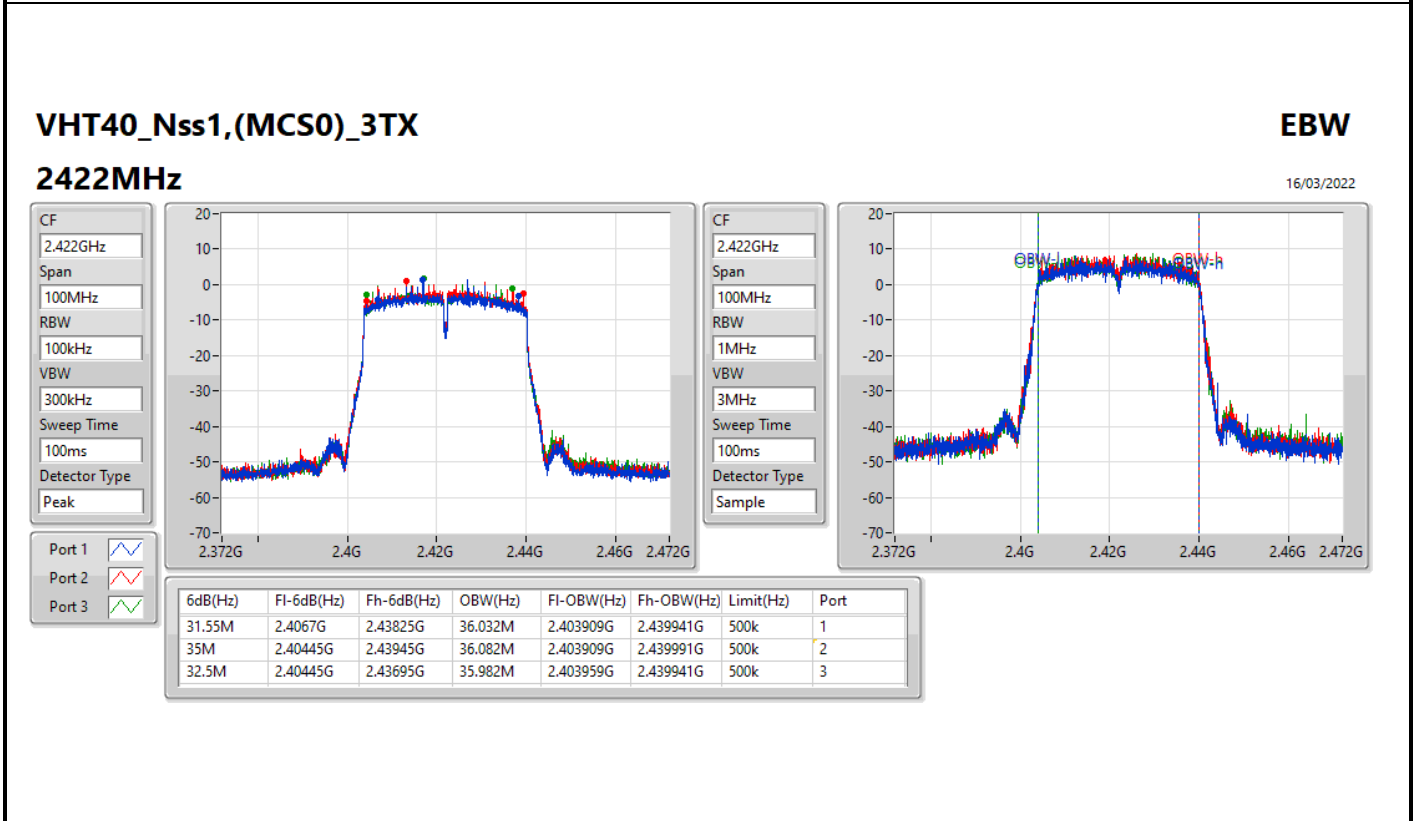 VHT40_Nss1,(MCS0)_3TX
EBW
2422MHz
16/03/2022
CF
2.422GHz
Span
100MHz
RBW
100kHz
VBW
300kHz
Sweep Time
100ms
Detector Type
Peak
20
10
0
-10
-20
-30
-40
-50
-60
-70
2.372G 2.4G 2.42G 2.44G 2.46G 2.472G
CF
2.422GHz
Span
100MHz
RBW
1MHz
VBW
3MHz
Sweep Time
100ms
Detector Type
Sample
20
10
0
-10
-20
-30
-40
-50
-60
-70
OBW-l OBW-h
2.372G 2.4G 2.42G 2.44G 2.46G 2.472G
Port 1
Port 2
Port 3
6dB(Hz) Fl-6dB(Hz) Fh-6dB(Hz) OBW(Hz) Fl-OBW(Hz) Fh-OBW(Hz) Limit(Hz) Port
31.55M 2.4067G 2.43825G 36.032M 2.403909G 2.439941G 500k 1
35M 2.40445G 2.43945G 36.082M 2.403909G 2.439991G 500k 2
32.5M 2.40445G 2.43695G 35.982M 2.403959G 2.439941G 500k 3